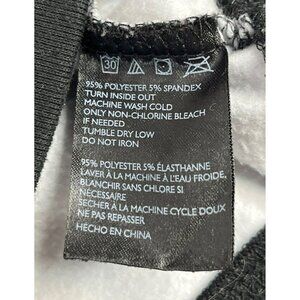 30
95% POLYESTER 5% SPANDEX
TURN INSIDE OUT
MACHINE WASH COLD
ONLY NON-CHLORINE BLEACH
IF NEEDED
TUMBLE DRY LOW
DO NOT IRON
95% POLYESTER 5% ÉLASTHANNE
LAVER À LA MACHINE À L'EAU FROIDE,
BLANCHIR SANS CHLORE SI
NÉCESSAIRE
SÉCHER À LA MACHINE CYCLE DOUX
NE PAS REPASSER
HECHO EN CHINA